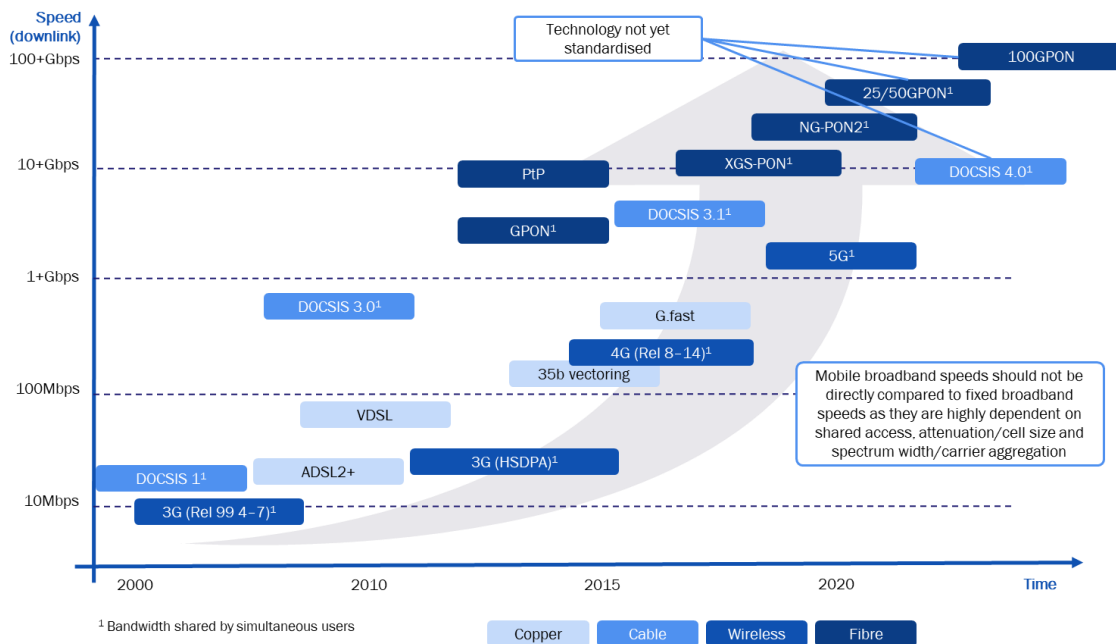 Speed
(downlink)
Technology not yet
standardised
100+Gbps
100GPON
25/50GPON¹
NG-PON2¹
10+Gbps
PtP
XGS-PON¹
DOCSIS 4.0¹
DOCSIS 3.1¹
GPON¹
5G¹
1+Gbps
DOCSIS 3.0¹
G.fast
4G (Rel 8–14)¹
35b vectoring
100Mbps
Mobile broadband speeds should not be
directly compared to fixed broadband
speeds as they are highly dependent on
shared access, attenuation/cell size and
spectrum width/carrier aggregation
VDSL
3G (HSDPA)¹
ADSL2+
DOCSIS 1¹
10Mbps
3G (Rel 99 4–7)¹
2000
2010
2015
2020
Time
¹ Bandwidth shared by simultaneous users
Copper
Cable
Wireless
Fibre